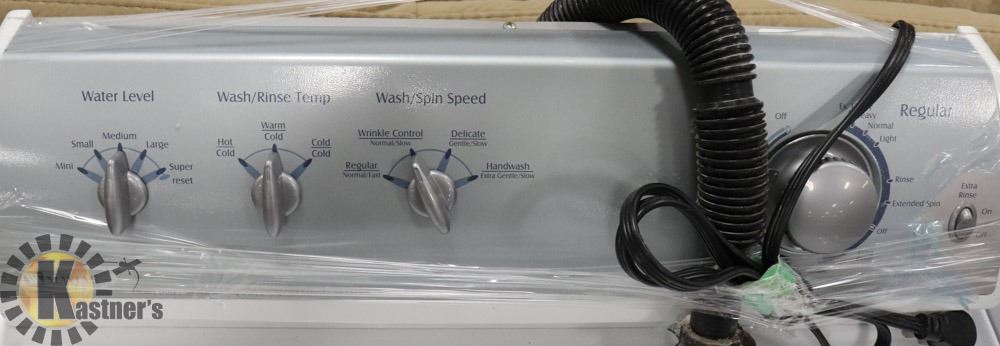 Water Level
Medium
Small
Large
Mini
Super
reset
Wash/Rinse Temp
Warm
Cold
Hot
Cold
Cold
Cold
Wash/Spin Speed
Wrinkle Control
Normal/Slow
Delicate
Gentle/Slow
Regular
Normal/Fast
Handwash
Extra Gentle/Slow
Off
Regular
Heavy
Normal
Light
Rinse
Extended Spin
Off
Extra
Rinse
On
Off
Kastner's